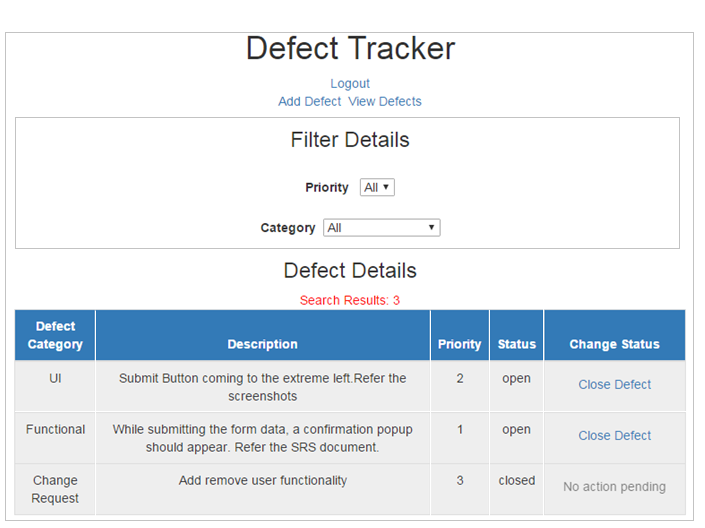 Defect Tracker
Logout
Add Defect View Defects
Filter Details
Priority All
Category All
Defect Details
Search Results: 3
Defect
Category Description Priority Status Change Status
UI Submit Button coming to the extreme left.Refer the 2 open Close Defect
screenshots
Functional While submitting the form data, a confirmation popup 1 open Close Defect
should appear. Refer the SRS document.
Change Add remove user functionality 3 closed No action pending
Request